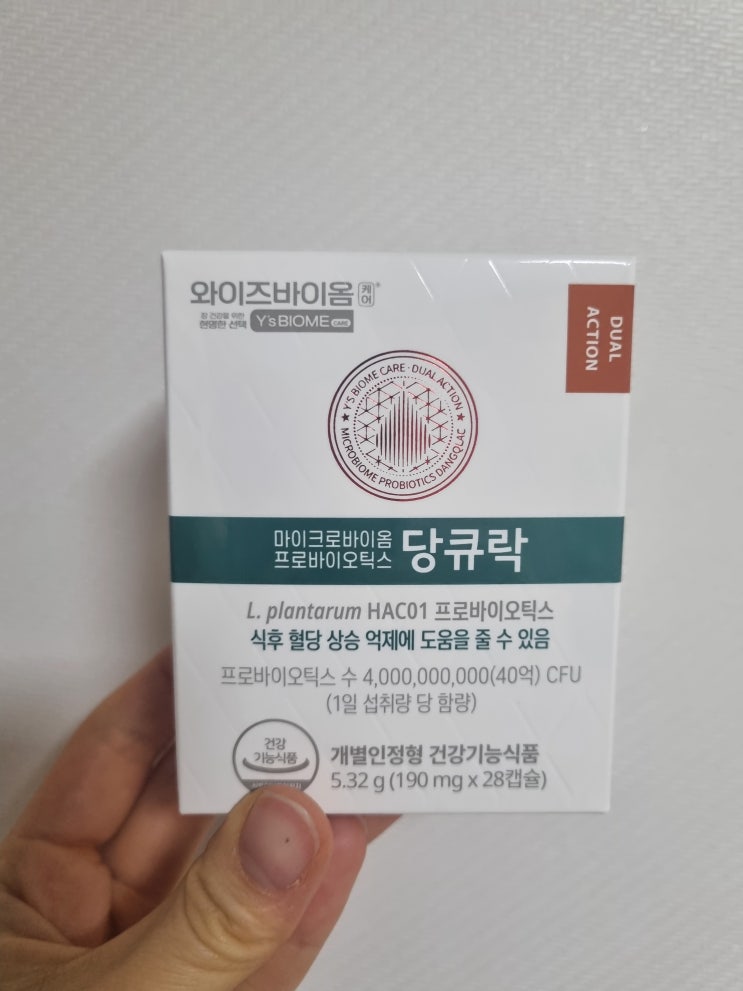 와이즈바이옴 케어®
장 건강을 위한
현명한 선택 Y'sBIOME CARE
DUAL
ACTION
★ Y'S BIOME CARE · DUAL ACTION ★
MICROBIOME PROBIOTICS DANGQLAC
마이크로바이옴
프로바이오틱스 당큐락
L. plantarum HAC01 프로바이오틱스
식후 혈당 상승 억제에 도움을 줄 수 있음
프로바이오틱스 수 4,000,000,000(40억) CFU
(1일 섭취량 당 함량)
건강
기능식품
개별인정형 건강기능식품
5.32 g (190 mg x 28캡슐)